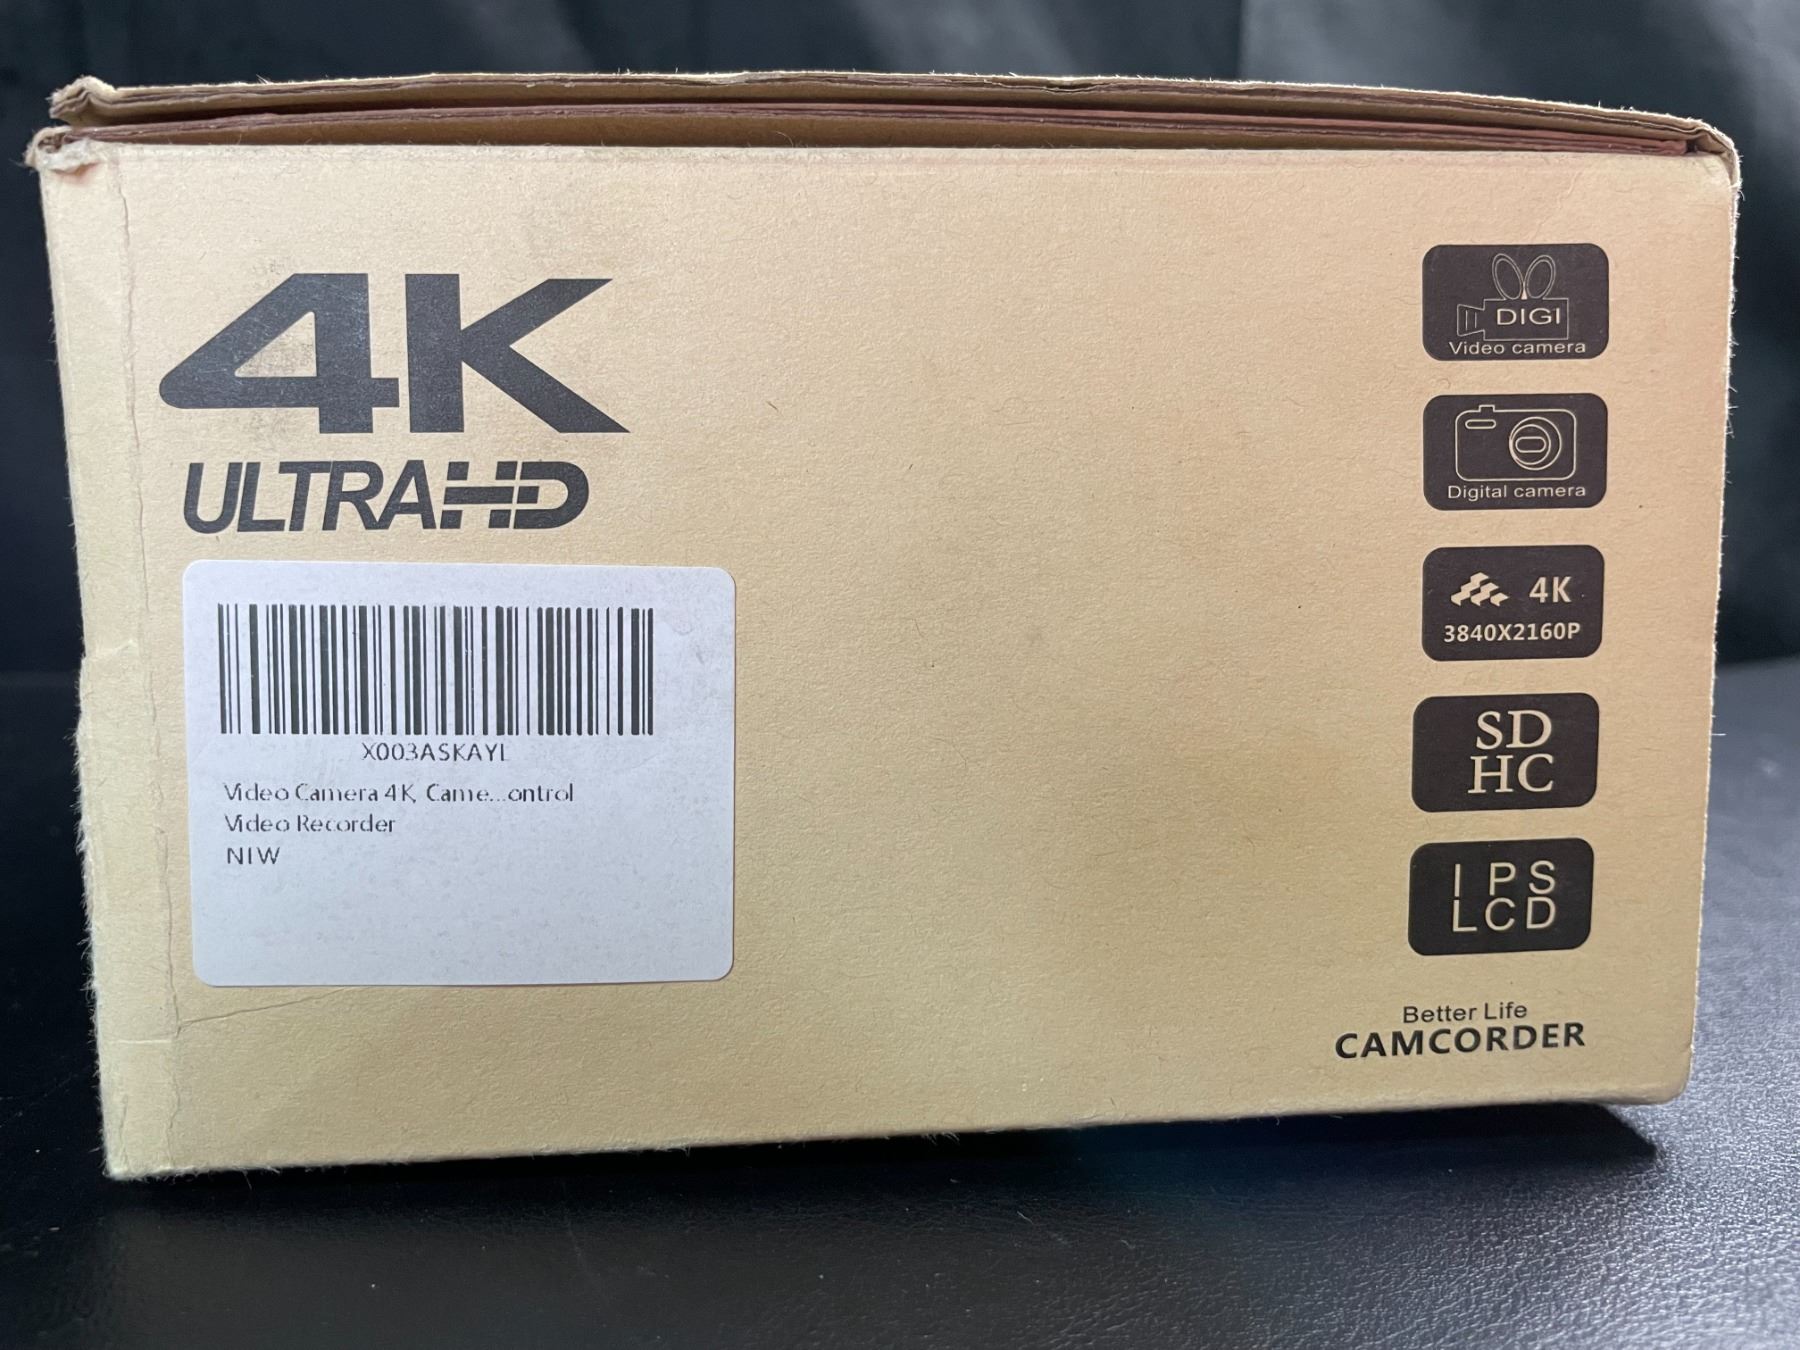 4K
ULTRAHD
X003ASKAYL
Video Camera 4K, Came...ontrol
Video Recorder
NIW
DIGI
Video camera
Digital camera
4K
3840X2160P
SD
HC
IPS
LCD
Better Life
CAMCORDER